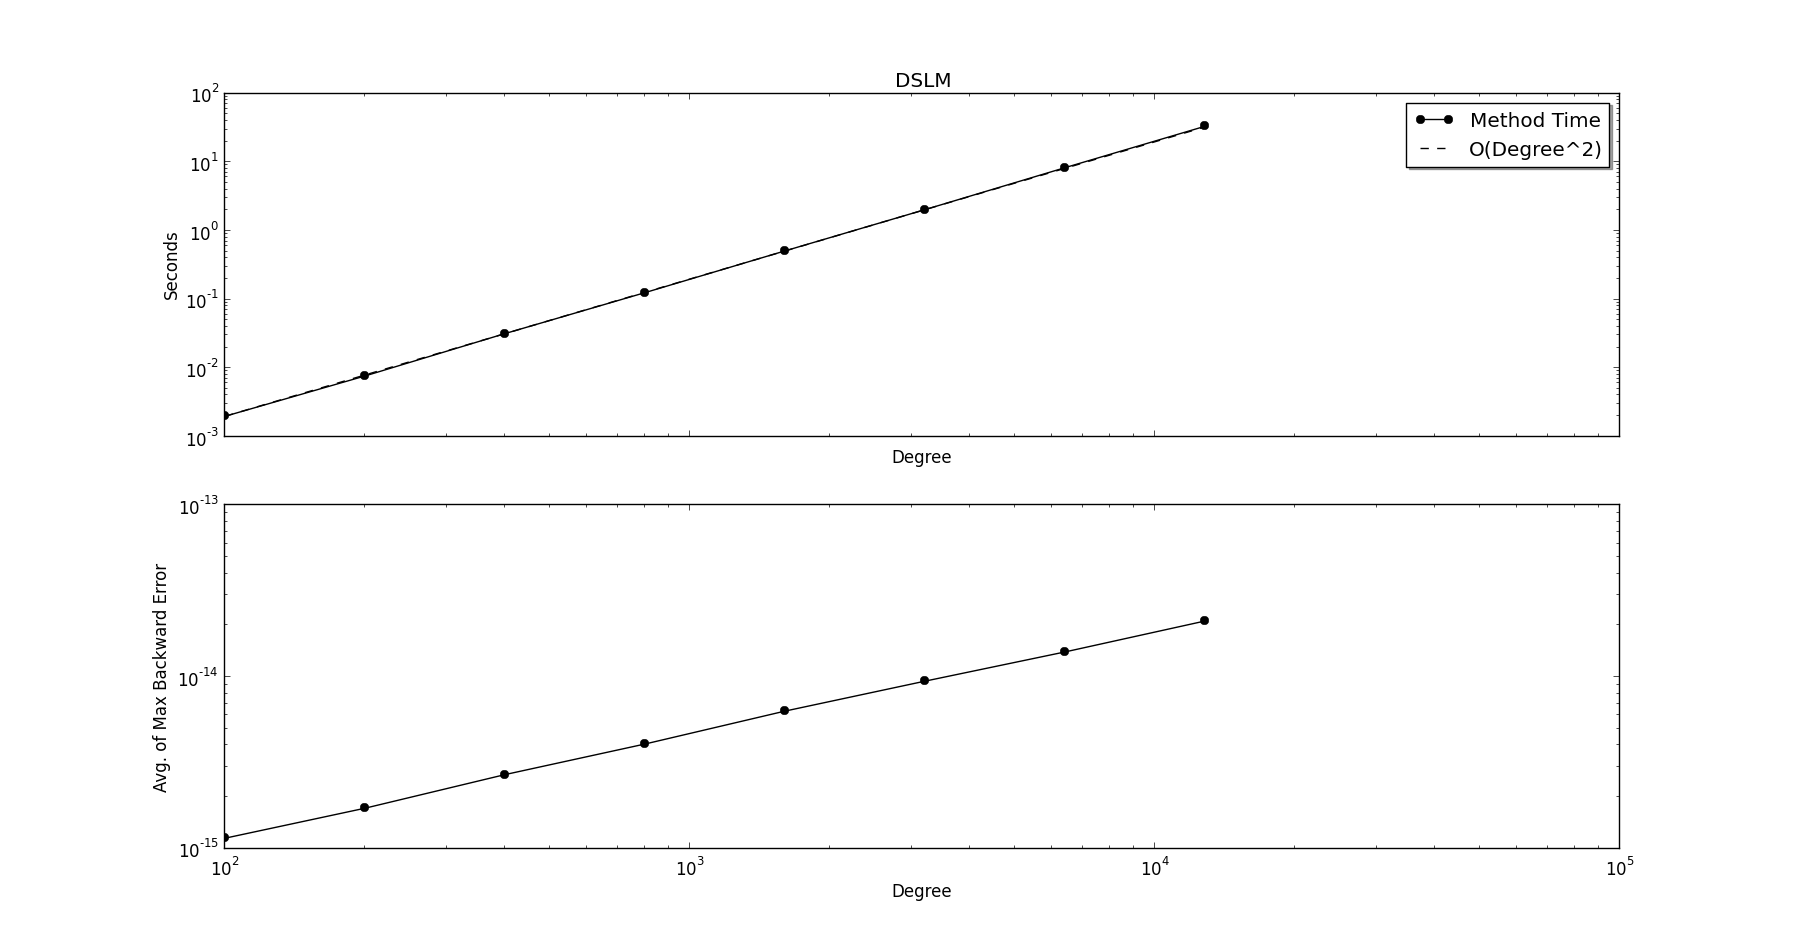 DSLM
10^2
Method Time
O(Degree^2)
10^1
10^0
Seconds
10^-1
10^-2
10^-3
Degree
10^-13
Avg. of Max Backward Error
10^-14
10^-15
10^2 10^3 10^4 10^5
Degree